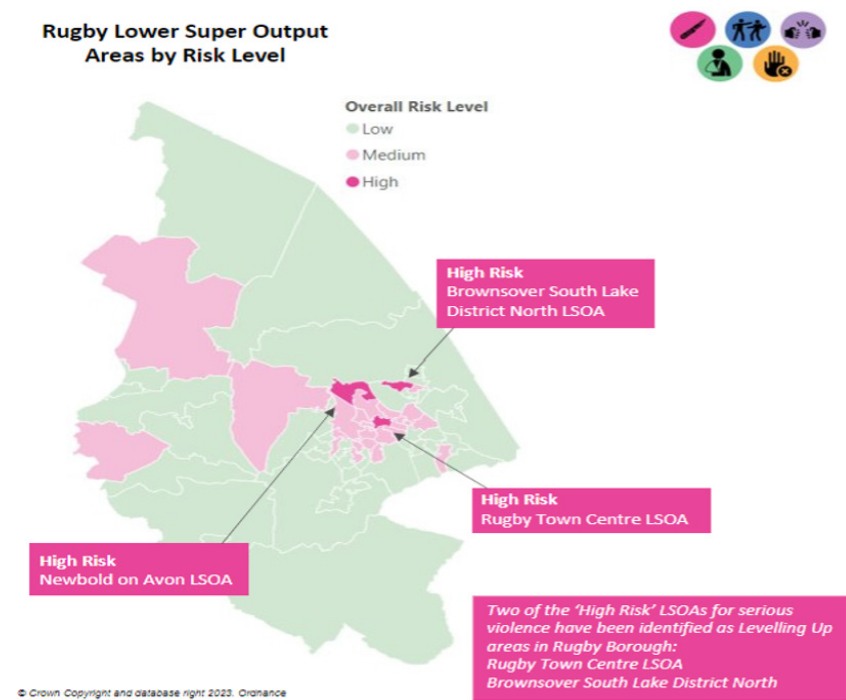 Rugby Lower Super Output
Areas by Risk Level
Overall Risk Level
Low
Medium
High
High Risk
Brownsover South Lake
District North LSOA
High Risk
Rugby Town Centre LSOA
High Risk
Newbold on Avon LSOA
Two of the ‘High Risk’ LSOAs for serious
violence have been identified as Levelling Up
areas in Rugby Borough:
Rugby Town Centre LSOA
Brownsover South Lake District North
© Crown Copyright and database right 2023. Ordnance